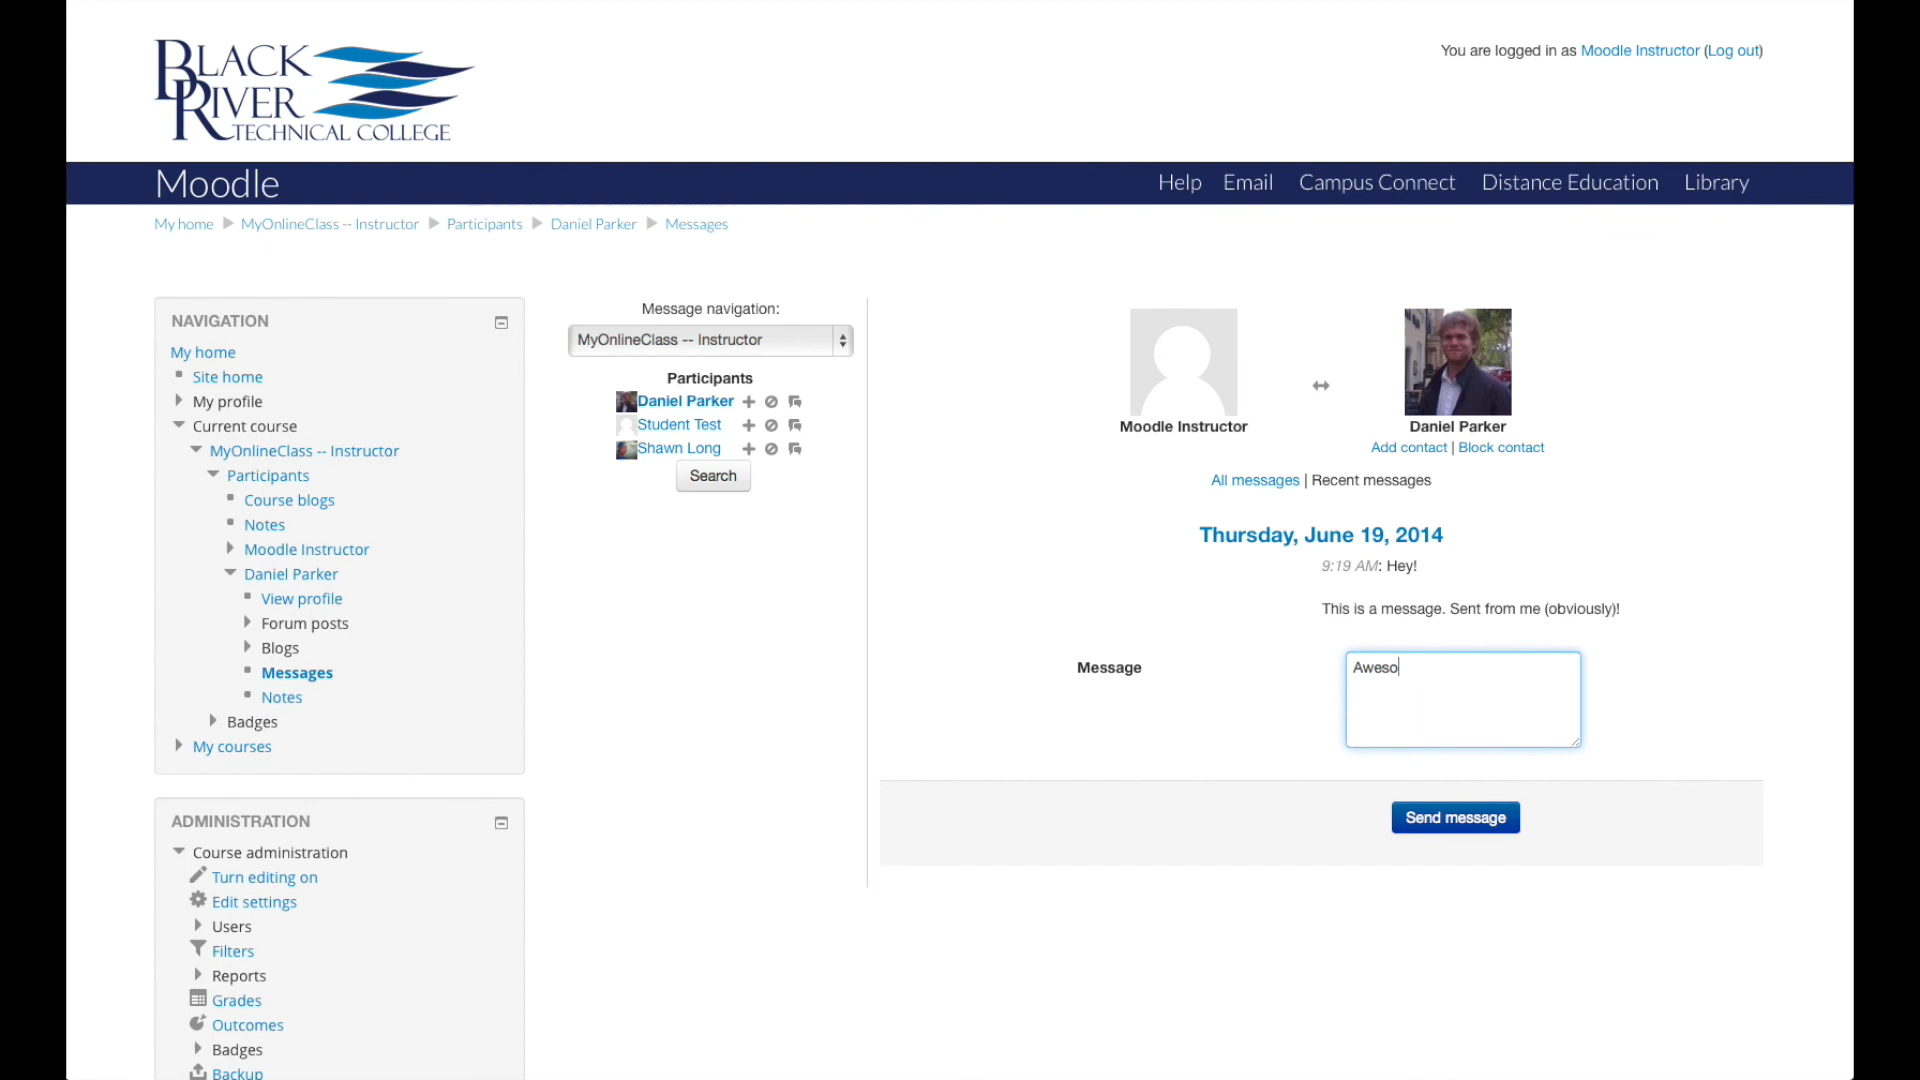 BLACK
RIVER
TECHNICAL COLLEGE
You are logged in as Moodle Instructor (Log out)
Moodle
Help Email Campus Connect Distance Education Library
My home MyOnlineClass -- Instructor Participants Daniel Parker Messages
NAVIGATION
My home
Site home
My profile
Current course
MyOnlineClass -- Instructor
Participants
Course blogs
Notes
Moodle Instructor
Daniel Parker
View profile
Forum posts
Blogs
Messages
Notes
Badges
My courses
ADMINISTRATION
Course administration
Turn editing on
Edit settings
Users
Filters
Reports
Grades
Outcomes
Badges
Backup
Message navigation:
MyOnlineClass -- Instructor
Participants
Daniel Parker
Student Test
Shawn Long
Search
Moodle Instructor
Daniel Parker
Add contact | Block contact
All messages | Recent messages
Thursday, June 19, 2014
9:19 AM: Hey!
This is a message. Sent from me (obviously)!
Message
Aweso
Send message